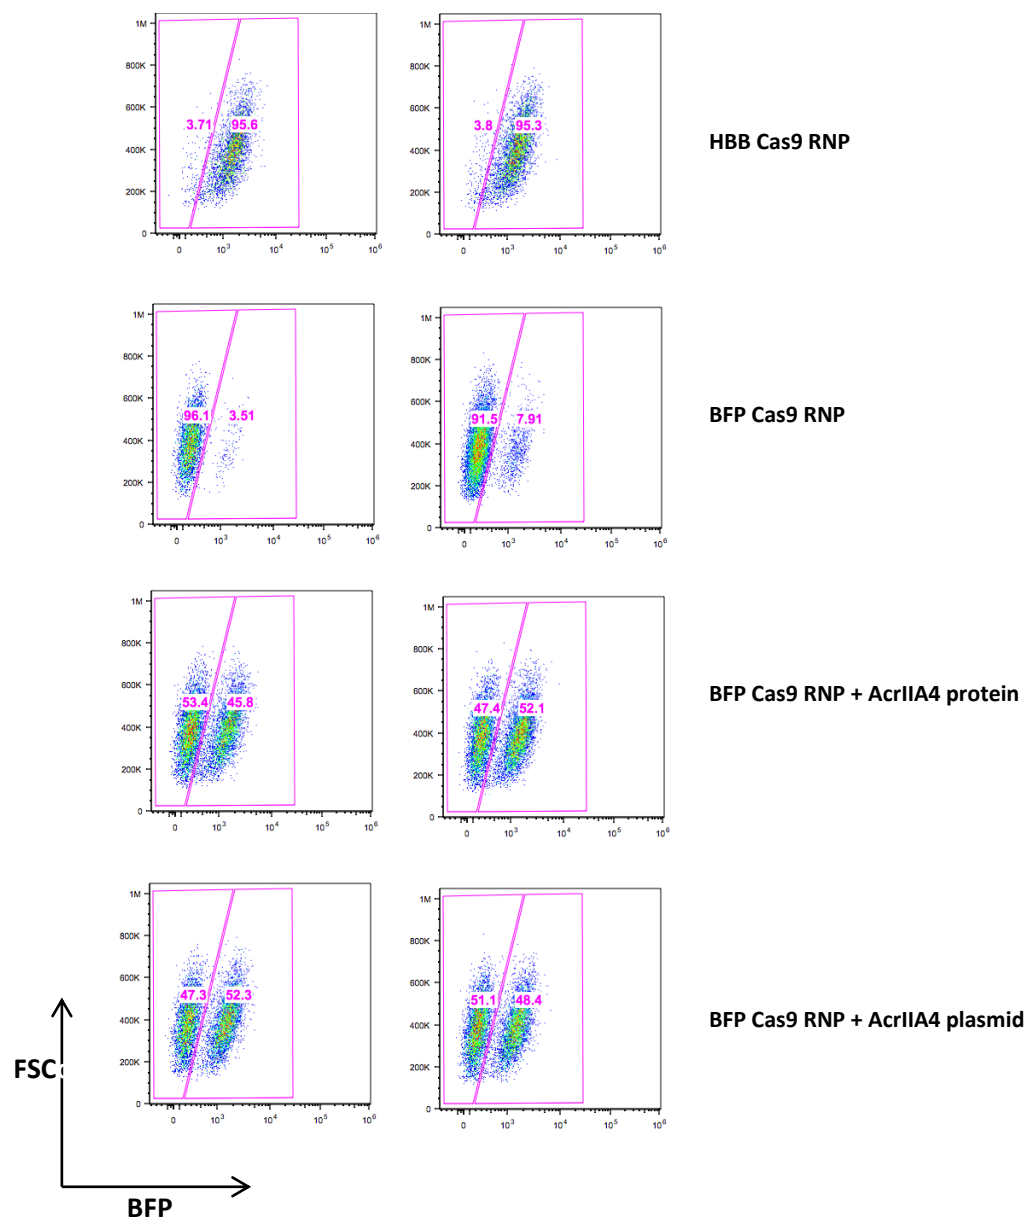 1M 1M
800K 800K
600K 600K
3.71 95.6 3.8 95.3 HBB Cas9 RNP
400K 400K
200K 200K
0 0
0 10³ 10⁴ 10⁵ 10⁶ 0 10³ 10⁴ 10⁵ 10⁶
1M 1M
800K 800K
600K 600K
96.1 3.51 91.5 7.91 BFP Cas9 RNP
400K 400K
200K 200K
0 0
0 10³ 10⁴ 10⁵ 10⁶ 0 10³ 10⁴ 10⁵ 10⁶
1M 1M
800K 800K
600K 600K
53.4 45.8 47.4 52.1 BFP Cas9 RNP + AcrIIA4 protein
400K 400K
200K 200K
0 0
0 10³ 10⁴ 10⁵ 10⁶ 0 10³ 10⁴ 10⁵ 10⁶
1M 1M
800K 800K
600K 600K
47.3 52.3 51.1 48.4 BFP Cas9 RNP + AcrIIA4 plasmid
400K 400K
200K 200K
0 0
0 10³ 10⁴ 10⁵ 10⁶ 0 10³ 10⁴ 10⁵ 10⁶
FSC
BFP